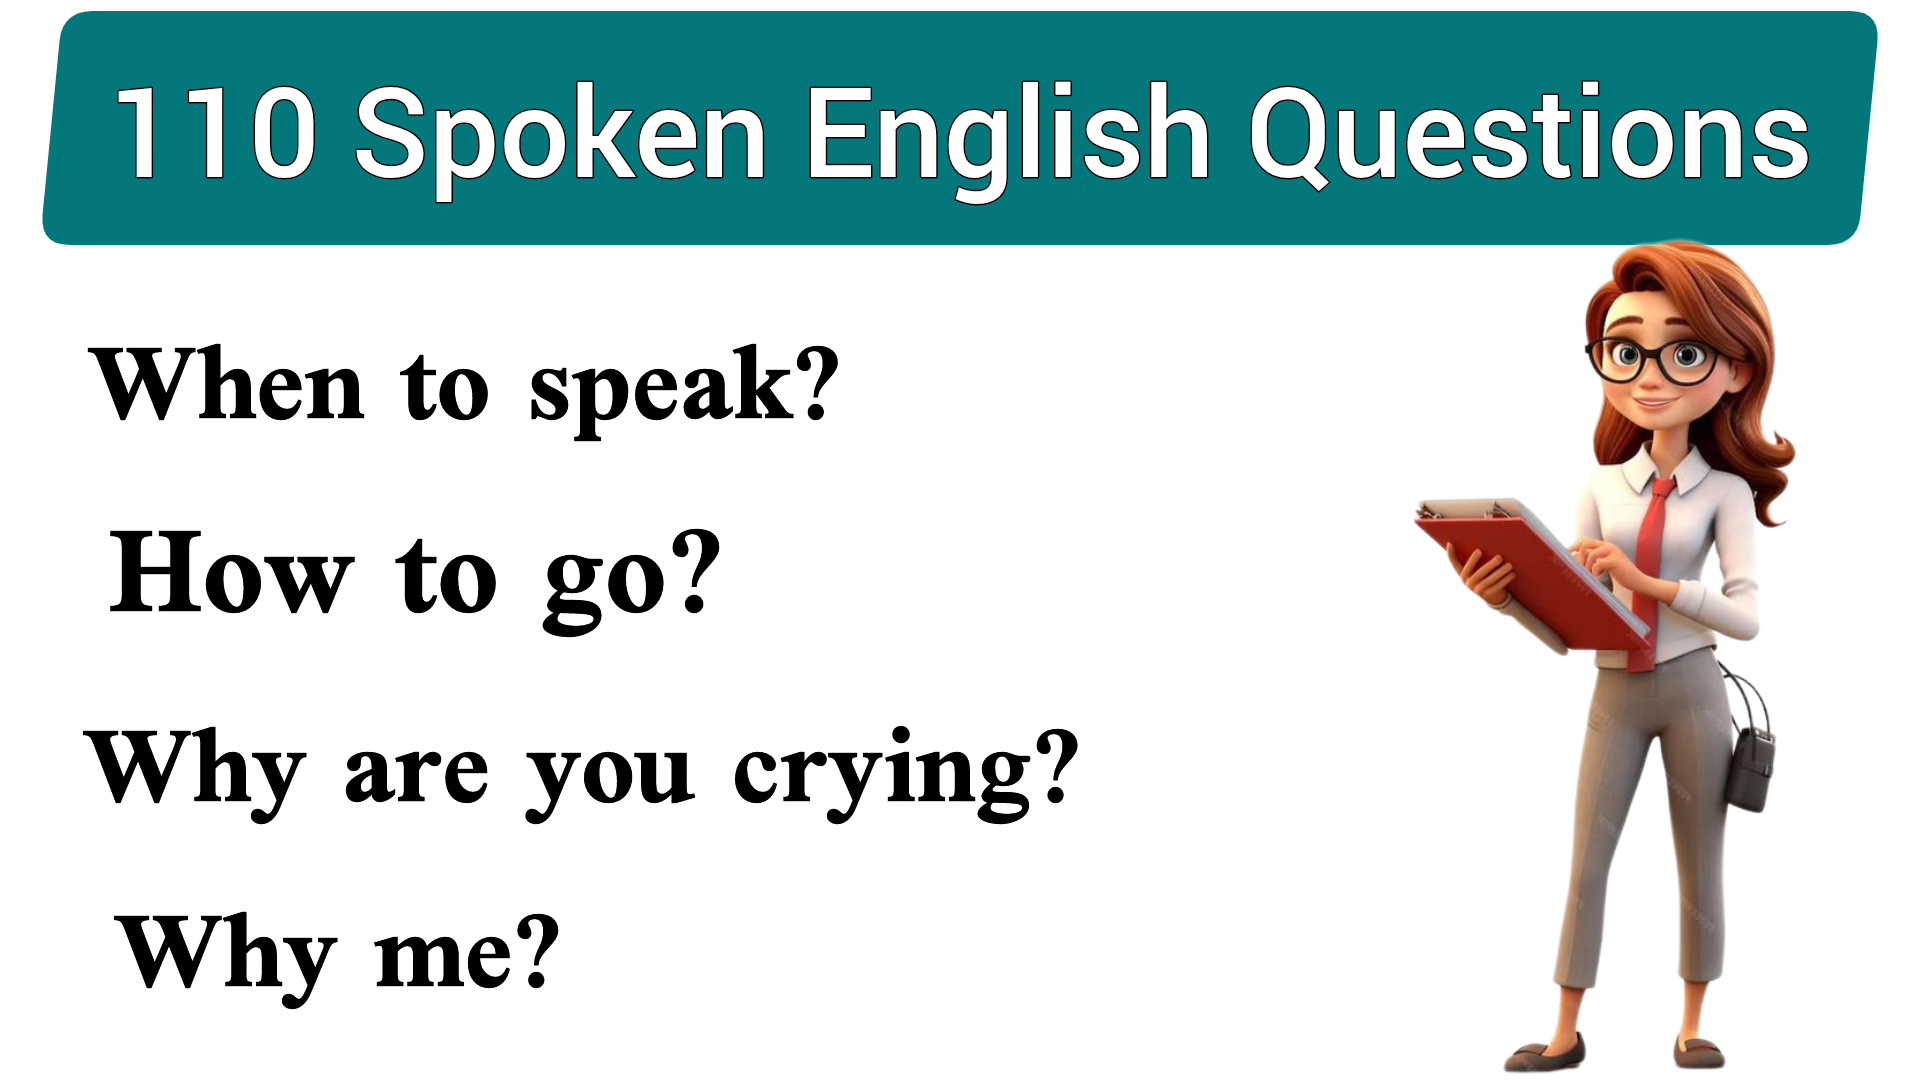 110 Spoken English Questions
When to speak?
How to go?
Why are you crying?
Why me?